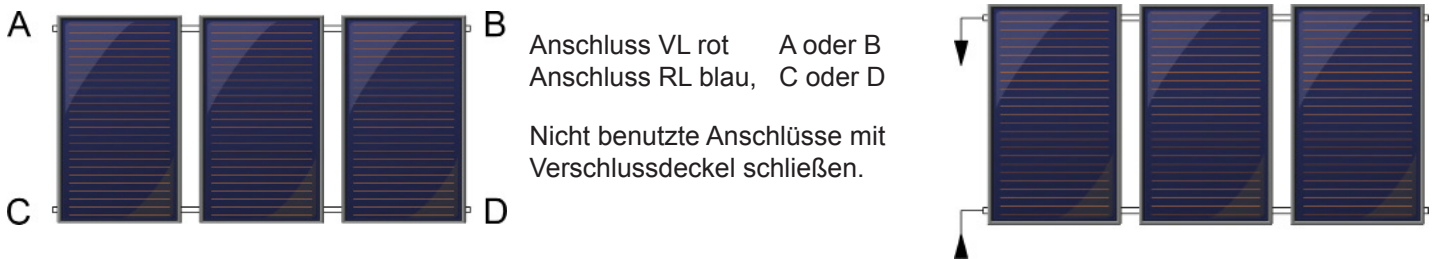 A
B
Anschluss VL rot A oder B
Anschluss RL blau, C oder D
Nicht benutzte Anschlüsse mit
Verschlussdeckel schließen.
C
D